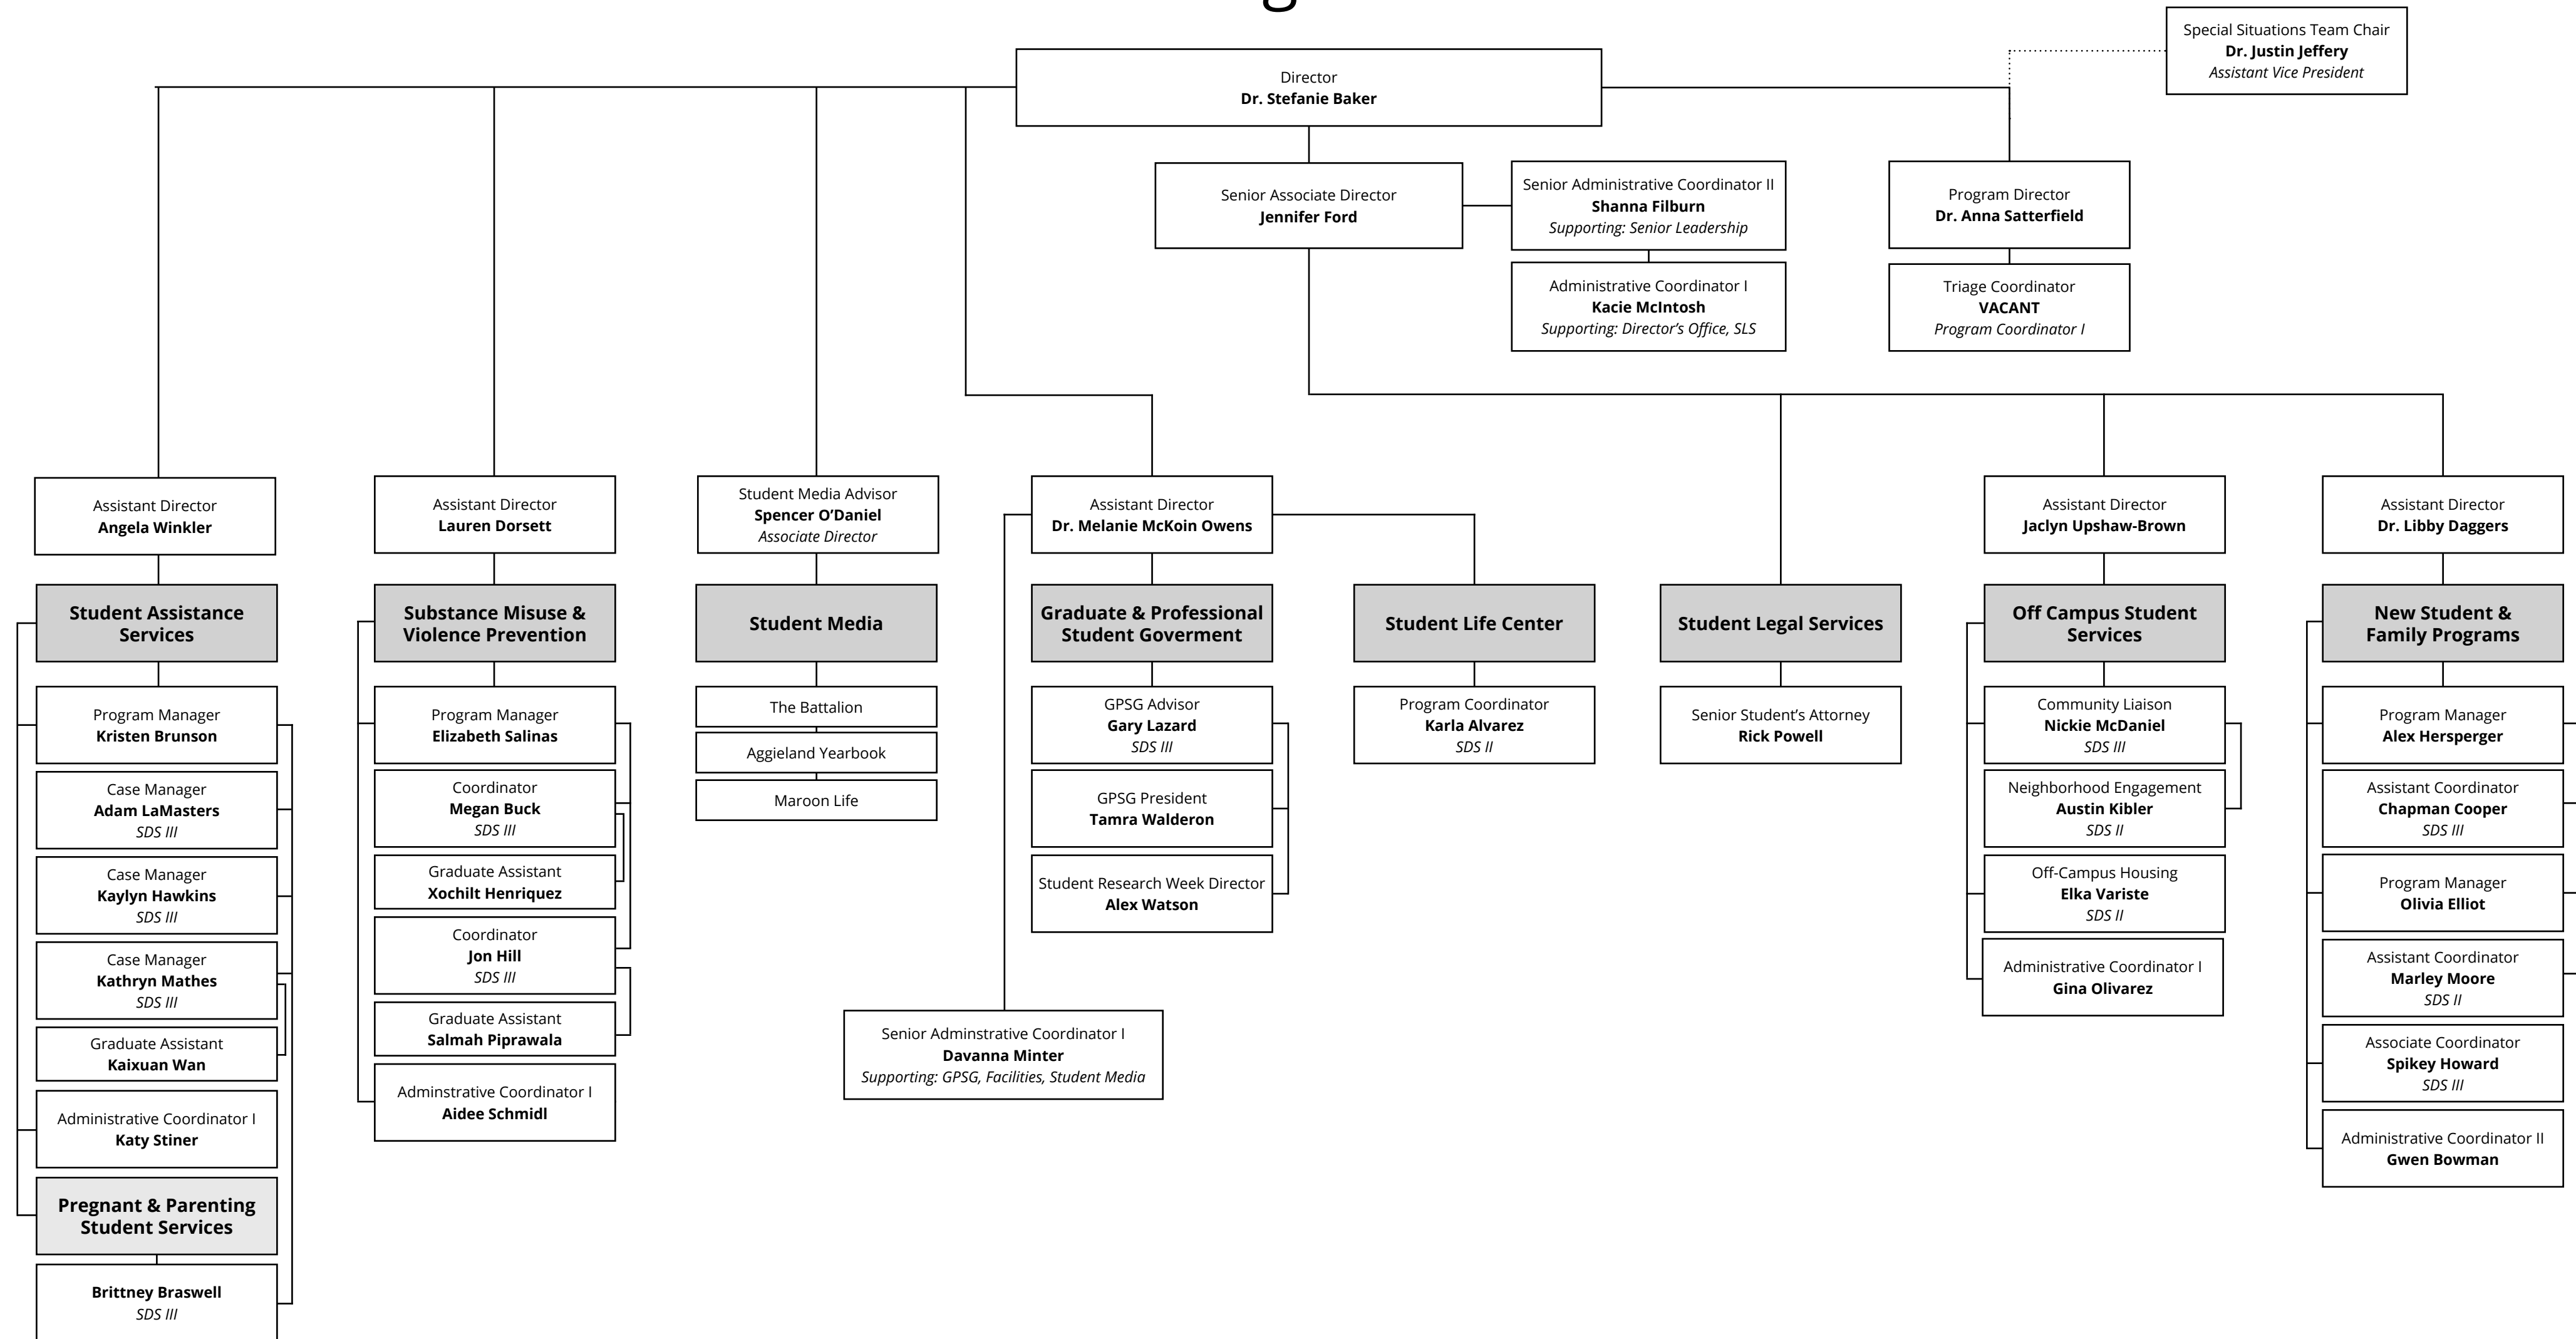 Special Situations Team Chair
Dr. Justin Jeffery
Assistant Vice President
Director
Dr. Stefanie Baker
Senior Associate Director
Jennifer Ford
Senior Administrative Coordinator II
Shanna Filburn
Supporting: Senior Leadership
Administrative Coordinator I
Kacie McIntosh
Supporting: Director's Office, SLS
Program Director
Dr. Anna Satterfield
Triage Coordinator
VACANT
Program Coordinator I
Assistant Director
Angela Winkler
Student Assistance
Services
Program Manager
Kristen Brunson
Case Manager
Adam LaMasters
SDS III
Case Manager
Kaylyn Hawkins
SDS III
Case Manager
Kathryn Mathes
SDS III
Graduate Assistant
Kaixuan Wan
Administrative Coordinator I
Katy Stiner
Pregnant & Parenting
Student Services
Brittney Braswell
SDS III
Assistant Director
Lauren Dorsett
Substance Misuse &
Violence Prevention
Program Manager
Elizabeth Salinas
Coordinator
Megan Buck
SDS III
Graduate Assistant
Xochilt Henriquez
Coordinator
Jon Hill
SDS III
Graduate Assistant
Salmah Piprawala
Adminstrative Coordinator I
Aidee Schmidl
Student Media Advisor
Spencer O’Daniel
Associate Director
Student Media
The Battalion
Aggieland Yearbook
Maroon Life
Assistant Director
Dr. Melanie McKoin Owens
Graduate & Professional
Student Goverment
GPSG Advisor
Gary Lazard
SDS III
GPSG President
Tamra Walderon
Student Research Week Director
Alex Watson
Senior Adminstrative Coordinator I
Davanna Minter
Supporting: GPSG, Facilities, Student Media
Student Life Center
Program Coordinator
Karla Alvarez
SDS II
Student Legal Services
Senior Student’s Attorney
Rick Powell
Assistant Director
Jaclyn Upshaw-Brown
Off Campus Student
Services
Community Liaison
Nickie McDaniel
SDS III
Neighborhood Engagement
Austin Kibler
SDS II
Off-Campus Housing
Elka Variste
SDS II
Administrative Coordinator I
Gina Olivarez
Assistant Director
Dr. Libby Daggers
New Student &
Family Programs
Program Manager
Alex Hersperger
Assistant Coordinator
Chapman Cooper
SDS III
Program Manager
Olivia Elliot
Assistant Coordinator
Marley Moore
SDS II
Associate Coordinator
Spikey Howard
SDS III
Administrative Coordinator II
Gwen Bowman